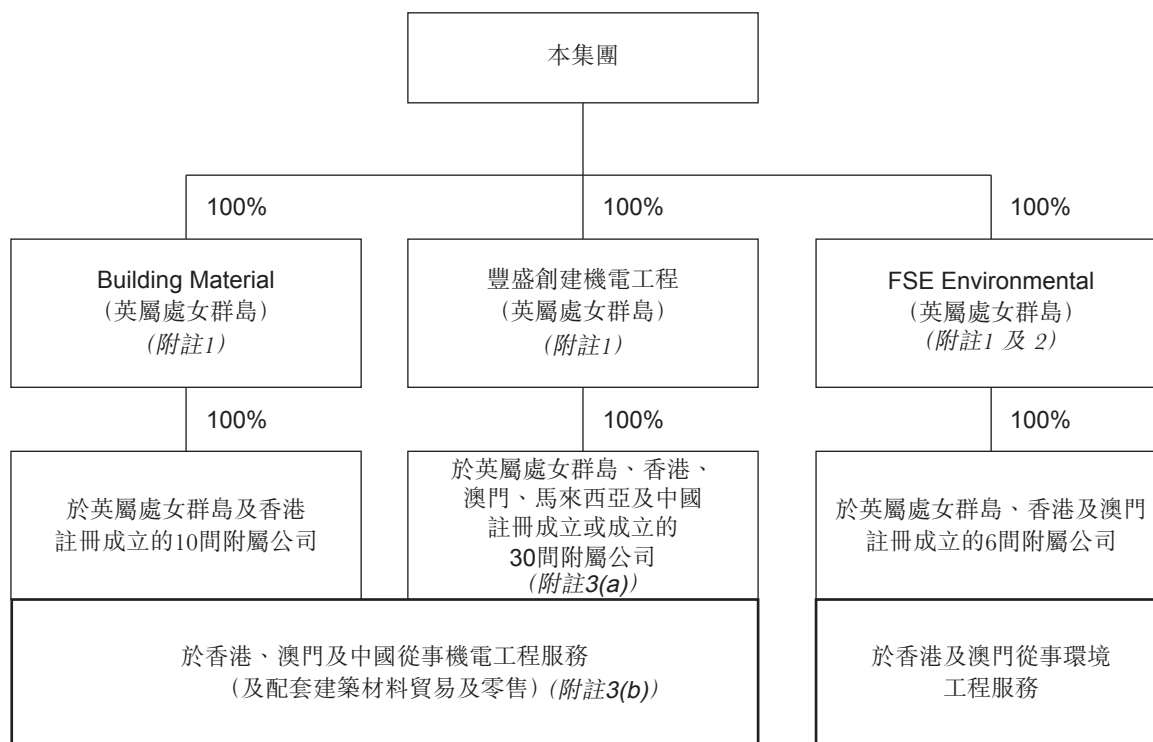 本集團
100%
100%
100%
Building Material
(英屬處女群島)
(附註1)
豐盛創建機電工程
(英屬處女群島)
(附註1)
FSE Environmental
(英屬處女群島)
(附註1 及 2)
100%
100%
100%
於英屬處女群島及香港
註冊成立的10間附屬公司
於英屬處女群島、香港、
澳門、馬來西亞及中國
註冊成立或成立的
30間附屬公司
(附註3(a))
於英屬處女群島、香港及澳門
註冊成立的6間附屬公司
於香港、澳門及中國從事機電工程服務
(及配套建築材料貿易及零售)(附註3(b))
於香港及澳門從事環境
工程服務